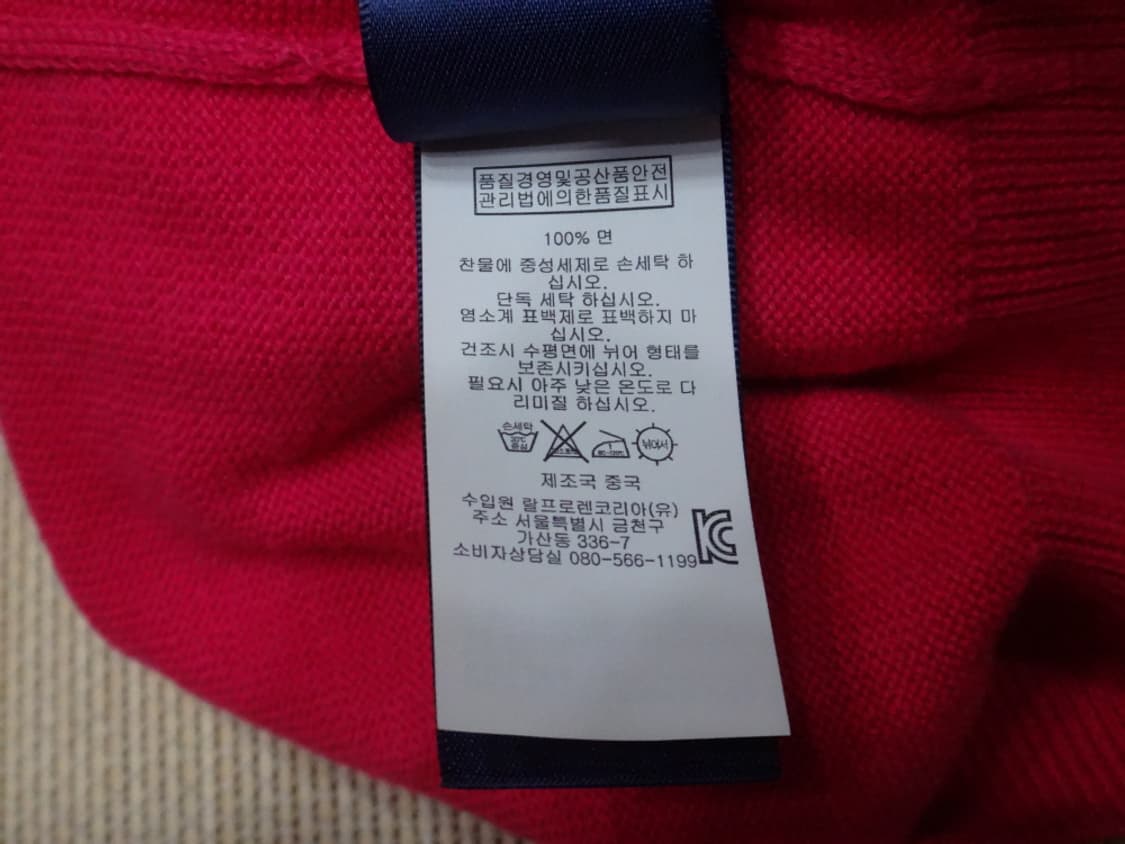 품질경영및공산품안전
관리법에의한품질표시
100% 면
찬물에 중성세제로 손세탁 하
십시오.
단독 세탁 하십시오.
염소계 표백제로 표백하지 마
십시오.
건조시 수평면에 뉘어 형태를
보존시키십시오.
필요시 아주 낮은 온도로 다
리미질 하십시오.
손세탁
30℃
중성
뉘어서
제조국 중국
수입원 랄프로렌코리아(유)
주소 서울특별시 금천구
가산동 336-7
소비자상담실 080-566-1199
KC